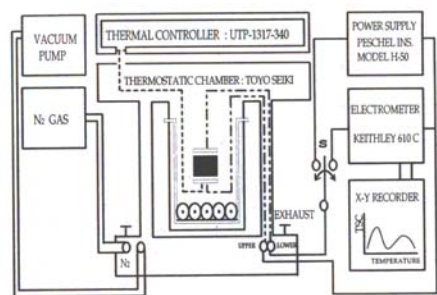 VACUUM
PUMP
THERMAL CONTROLLER : UTP-1317-340
POWER SUPPLY
PESCHEL INS.
MODEL H-50
THERMOSTATIC CHAMBER : TOYO SEIKI
N₂ GAS
ELECTROMETER
KEITHLEY 610 C
S
X-Y RECORDER
TSC
TEMPERATURE
EXHAUST
UPPER
LOWER
N₂